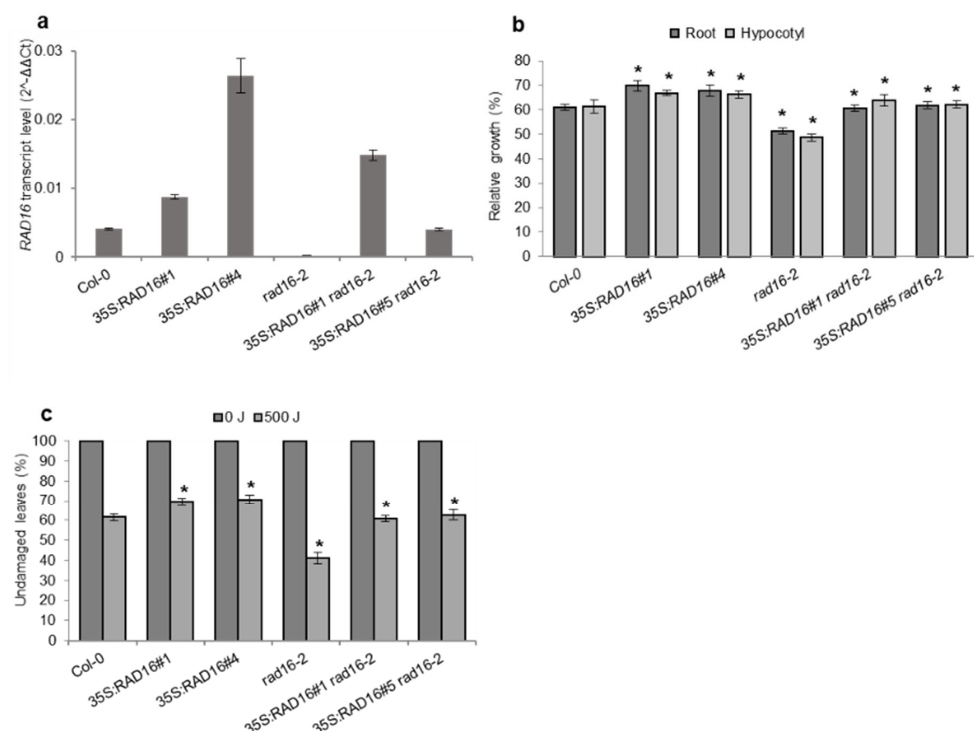 a
RAD16 transcript level (2^-ΔΔCt)
0.03
0.02
0.01
0
Col-0
35S:RAD16#1
35S:RAD16#4
rad16-2
35S:RAD16#1 rad16-2
35S:RAD16#5 rad16-2
b
Root Hypocotyl
Relative growth (%)
80
70
60
50
40
30
20
10
0
* * * * * * * * * *
Col-0
35S:RAD16#1
35S:RAD16#4
rad16-2
35S:RAD16#1 rad16-2
35S:RAD16#5 rad16-2
c
0 J 500 J
Undamaged leaves (%)
100
90
80
70
60
50
40
30
20
10
0
* * * * *
Col-0
35S:RAD16#1
35S:RAD16#4
rad16-2
35S:RAD16#1 rad16-2
35S:RAD16#5 rad16-2